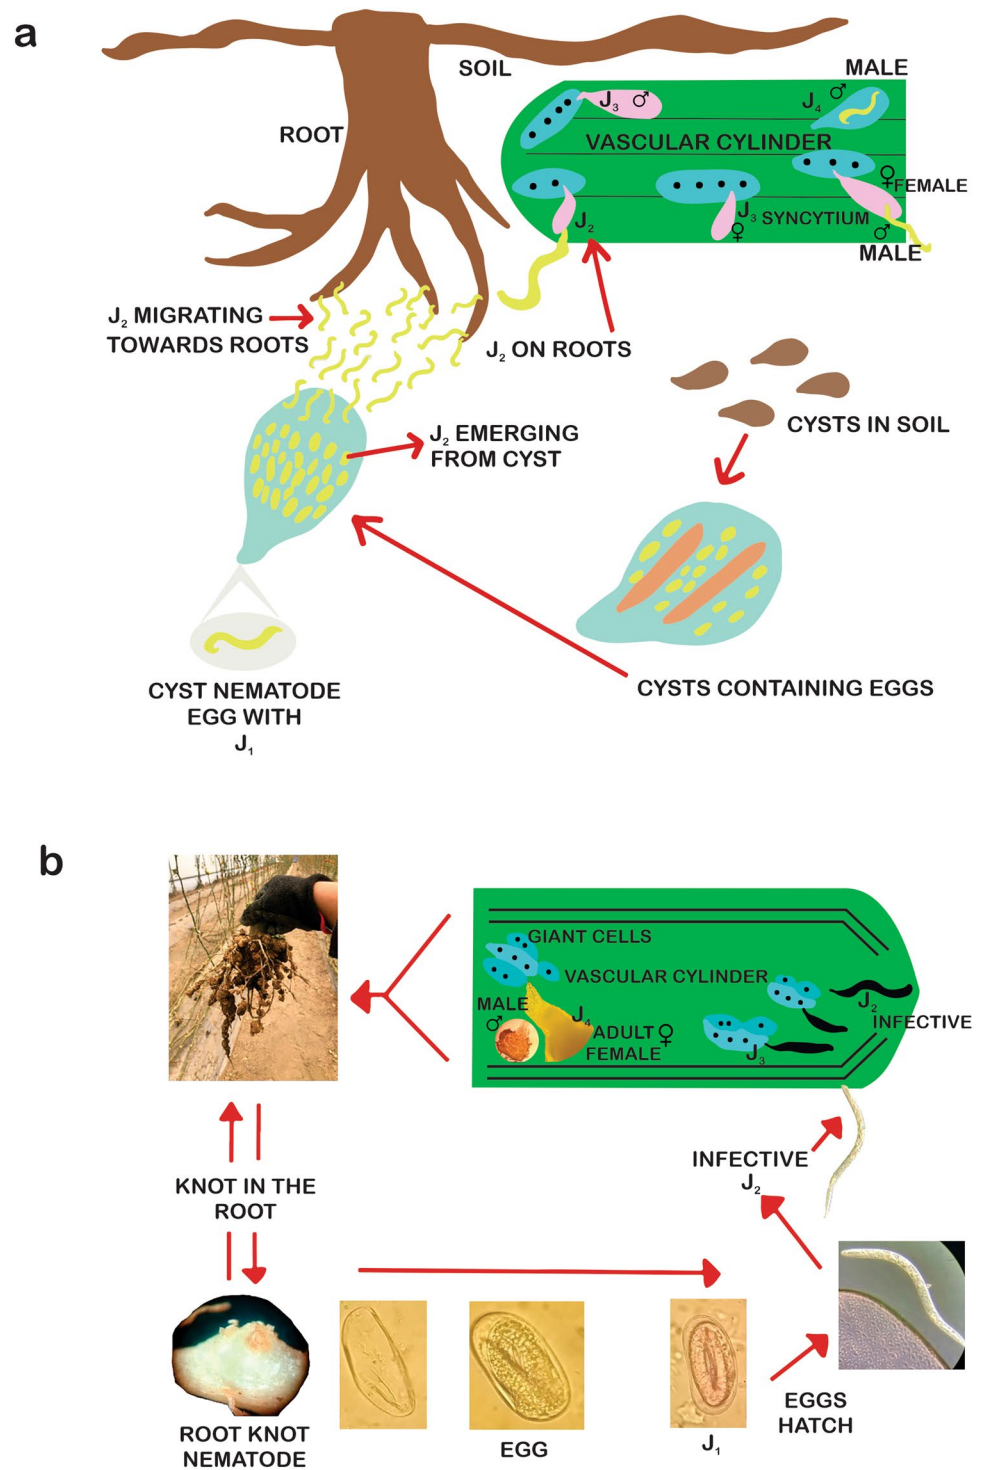 a
SOIL
MALE
J3 ♂
J4 ♂
ROOT
VASCULAR CYLINDER
♀ FEMALE
J2
J3 SYNCYTIUM
♀
♂
MALE
J2 MIGRATING
TOWARDS ROOTS
J2 ON ROOTS
CYSTS IN SOIL
J2 EMERGING
FROM CYST
CYSTS CONTAINING EGGS
CYST NEMATODE
EGG WITH
J1
b
GIANT CELLS
VASCULAR CYLINDER
MALE
♂
J4
ADULT ♀
FEMALE
J2
INFECTIVE
J3
INFECTIVE
J2
KNOT IN THE
ROOT
EGGS
HATCH
ROOT KNOT
NEMATODE
EGG
J1